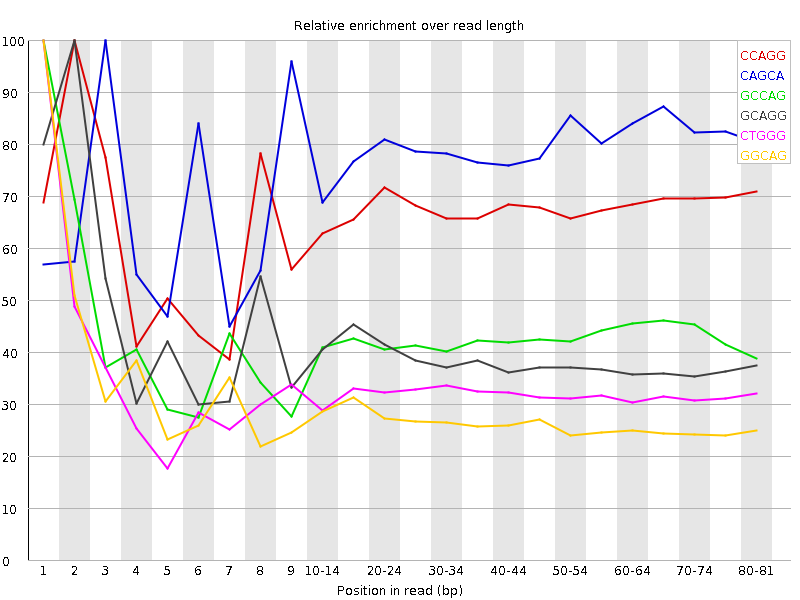 Relative enrichment over read length
100
90
80
70
60
50
40
30
20
10
0
CCAGG
CAGCA
GCCAG
GCAGG
CTGGG
GGCAG
1 2 3 4 5 6 7 8 9 10-14 20-24 30-34 40-44 50-54 60-64 70-74 80-81
Position in read (bp)